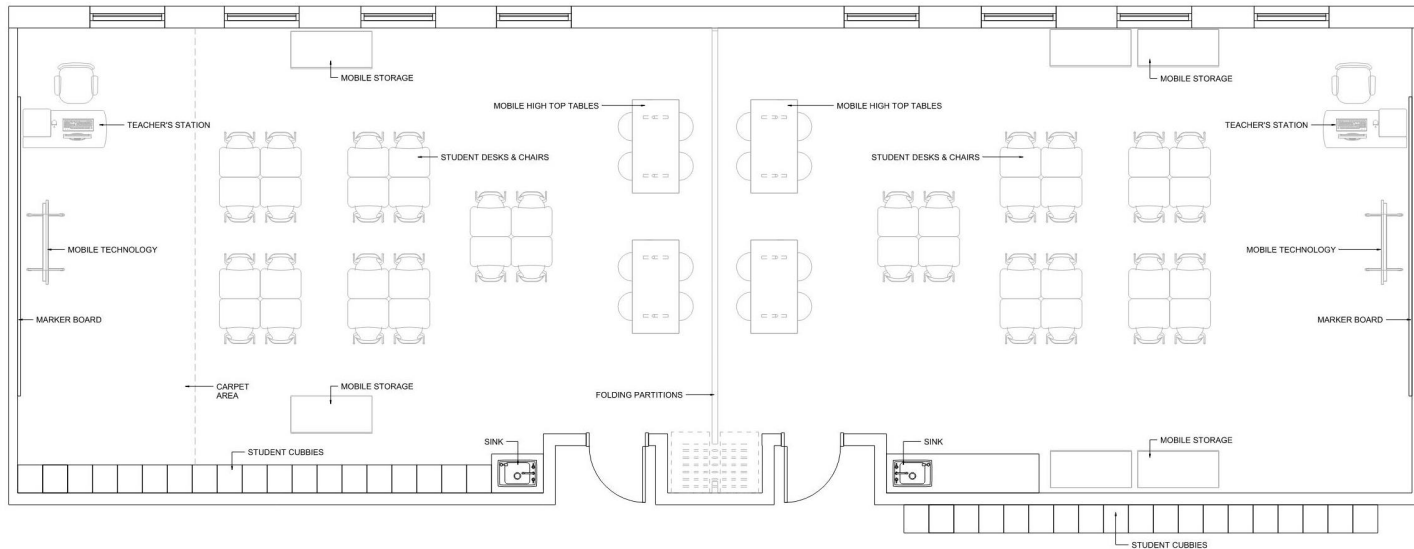 MOBILE STORAGE
MOBILE STORAGE
MOBILE HIGH TOP TABLES
MOBILE HIGH TOP TABLES
TEACHER'S STATION
TEACHER'S STATION
STUDENT DESKS & CHAIRS
STUDENT DESKS & CHAIRS
MOBILE TECHNOLOGY
MOBILE TECHNOLOGY
MARKER BOARD
MARKER BOARD
CARPET
AREA
MOBILE STORAGE
FOLDING PARTITIONS
SINK
SINK
MOBILE STORAGE
STUDENT CUBBIES
STUDENT CUBBIES